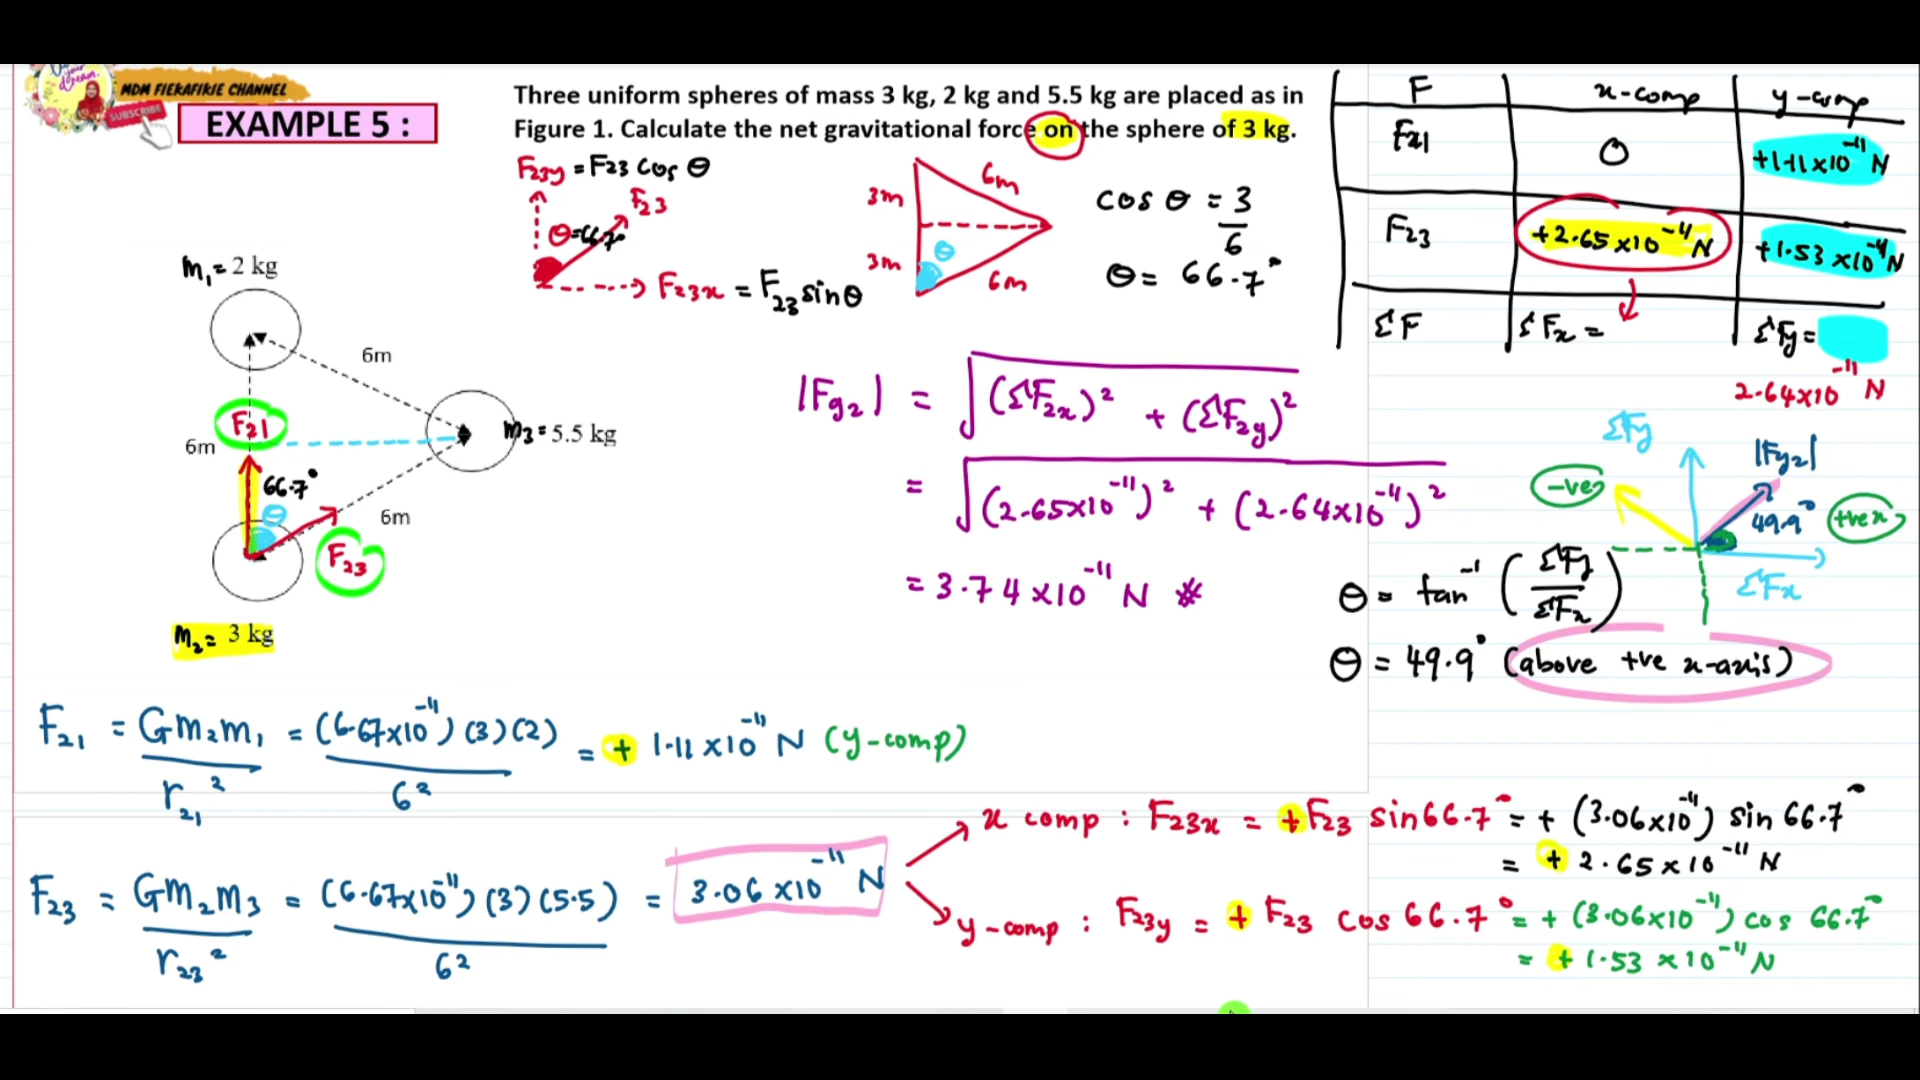 your
dream.
MDM FIEKAFIKIE CHANNEL
SUBSCRIBE
EXAMPLE 5 :
Three uniform spheres of mass 3 kg, 2 kg and 5.5 kg are placed as in
Figure 1. Calculate the net gravitational force on the sphere of 3 kg.
F23y = F23 cos θ
F23
θ=66.7°
F23x = F23 sinθ
3m
6m
3m
θ
6m
cos θ = 3/6
θ = 66.7°
F x-comp y-comp
F21 0 +1.11x10^-11 N
F23 +2.65x10^-11 N +1.53x10^-11 N
ΣF ΣFx = ΣFy =
2.64x10^-11 N
m1 = 2 kg
6m
F21
6m
m3 = 5.5 kg
66.7°
θ
6m
F23
m2 = 3 kg
|Fg2| = √(ΣF2x)² + (ΣF2y)²
= √(2.65x10^-11)² + (2.64x10^-11)²
= 3.74x10^-11 N #
ΣFy
|Fg2|
-ve
49.9°
+ve x
ΣFx
θ = tan^-1 (ΣFy/ΣFx)
θ = 49.9° (above +ve x-axis)
F21 = Gm2m1/r21² = (6.67x10^-11)(3)(2)/6² = + 1.11x10^-11 N (y-comp)
F23 = Gm2m3/r23² = (6.67x10^-11)(3)(5.5)/6² = 3.06x10^-11 N
x comp : F23x = +F23 sin66.7° = + (3.06x10^-11) sin 66.7°
= + 2.65x10^-11 N
y-comp : F23y = + F23 cos 66.7° = + (3.06x10^-11) cos 66.7°
= + 1.53x10^-11 N